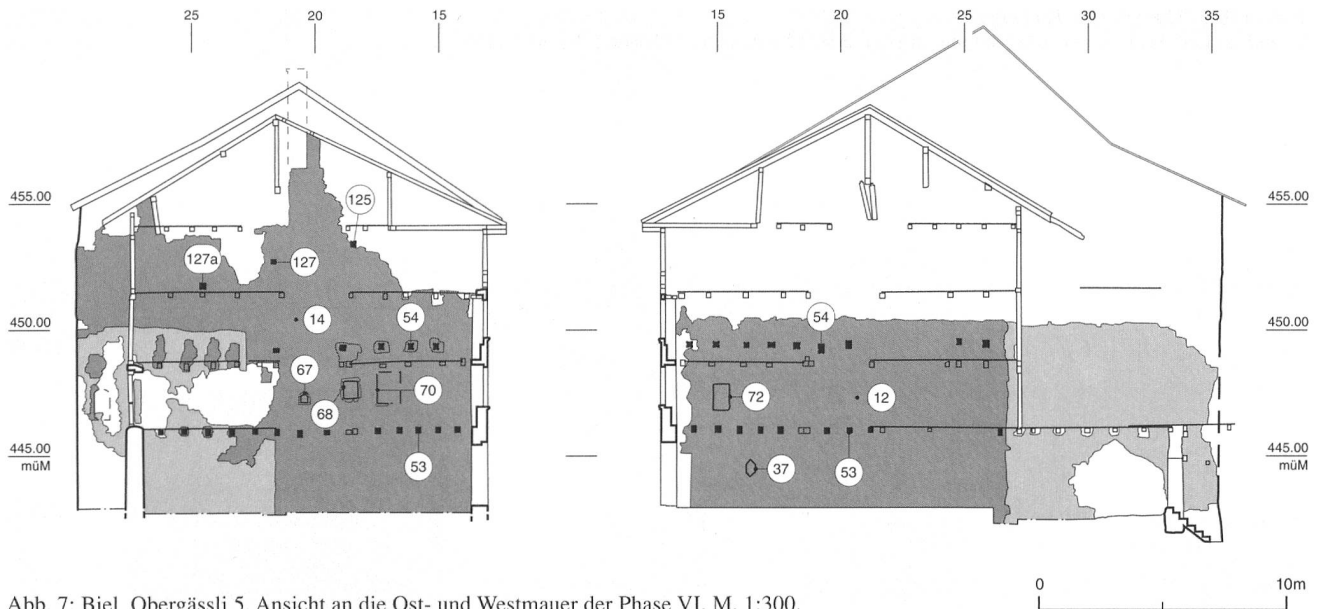 25 20 15 15 20 25 30 35
455.00 455.00
125
127a 127
14 54 54
450.00 450.00
67
70 72 12
68
53 37 53
445.00 445.00
müM müM
0 10m
Abb. 7: Biel, Obergässli 5. Ansicht an die Ost- und Westmauer der Phase VI. M. 1:300.